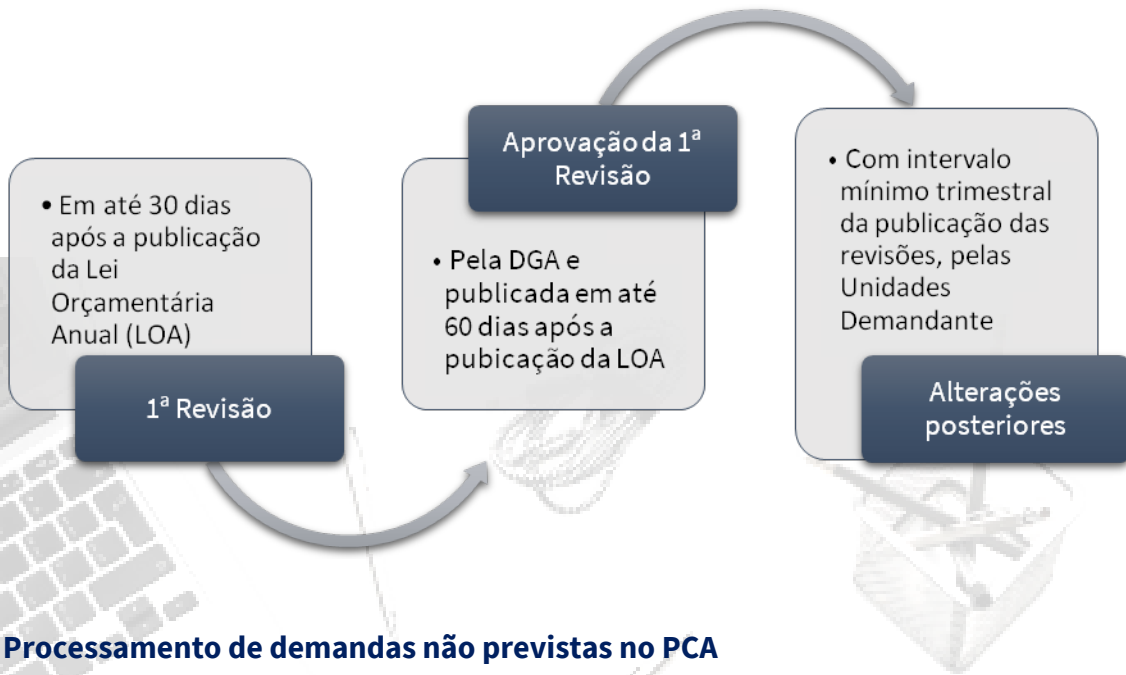 • Em até 30 dias
após a publicação
da Lei
Orçamentária
Anual (LOA)
1ª Revisão
Aprovação da 1ª
Revisão
• Pela DGA e
publicada em até
60 dias após a
pubicação da LOA
• Com intervalo
mínimo trimestral
da publicação das
revisões, pelas
Unidades
Demandante
Alterações
posteriores
Processamento de demandas não previstas no PCA